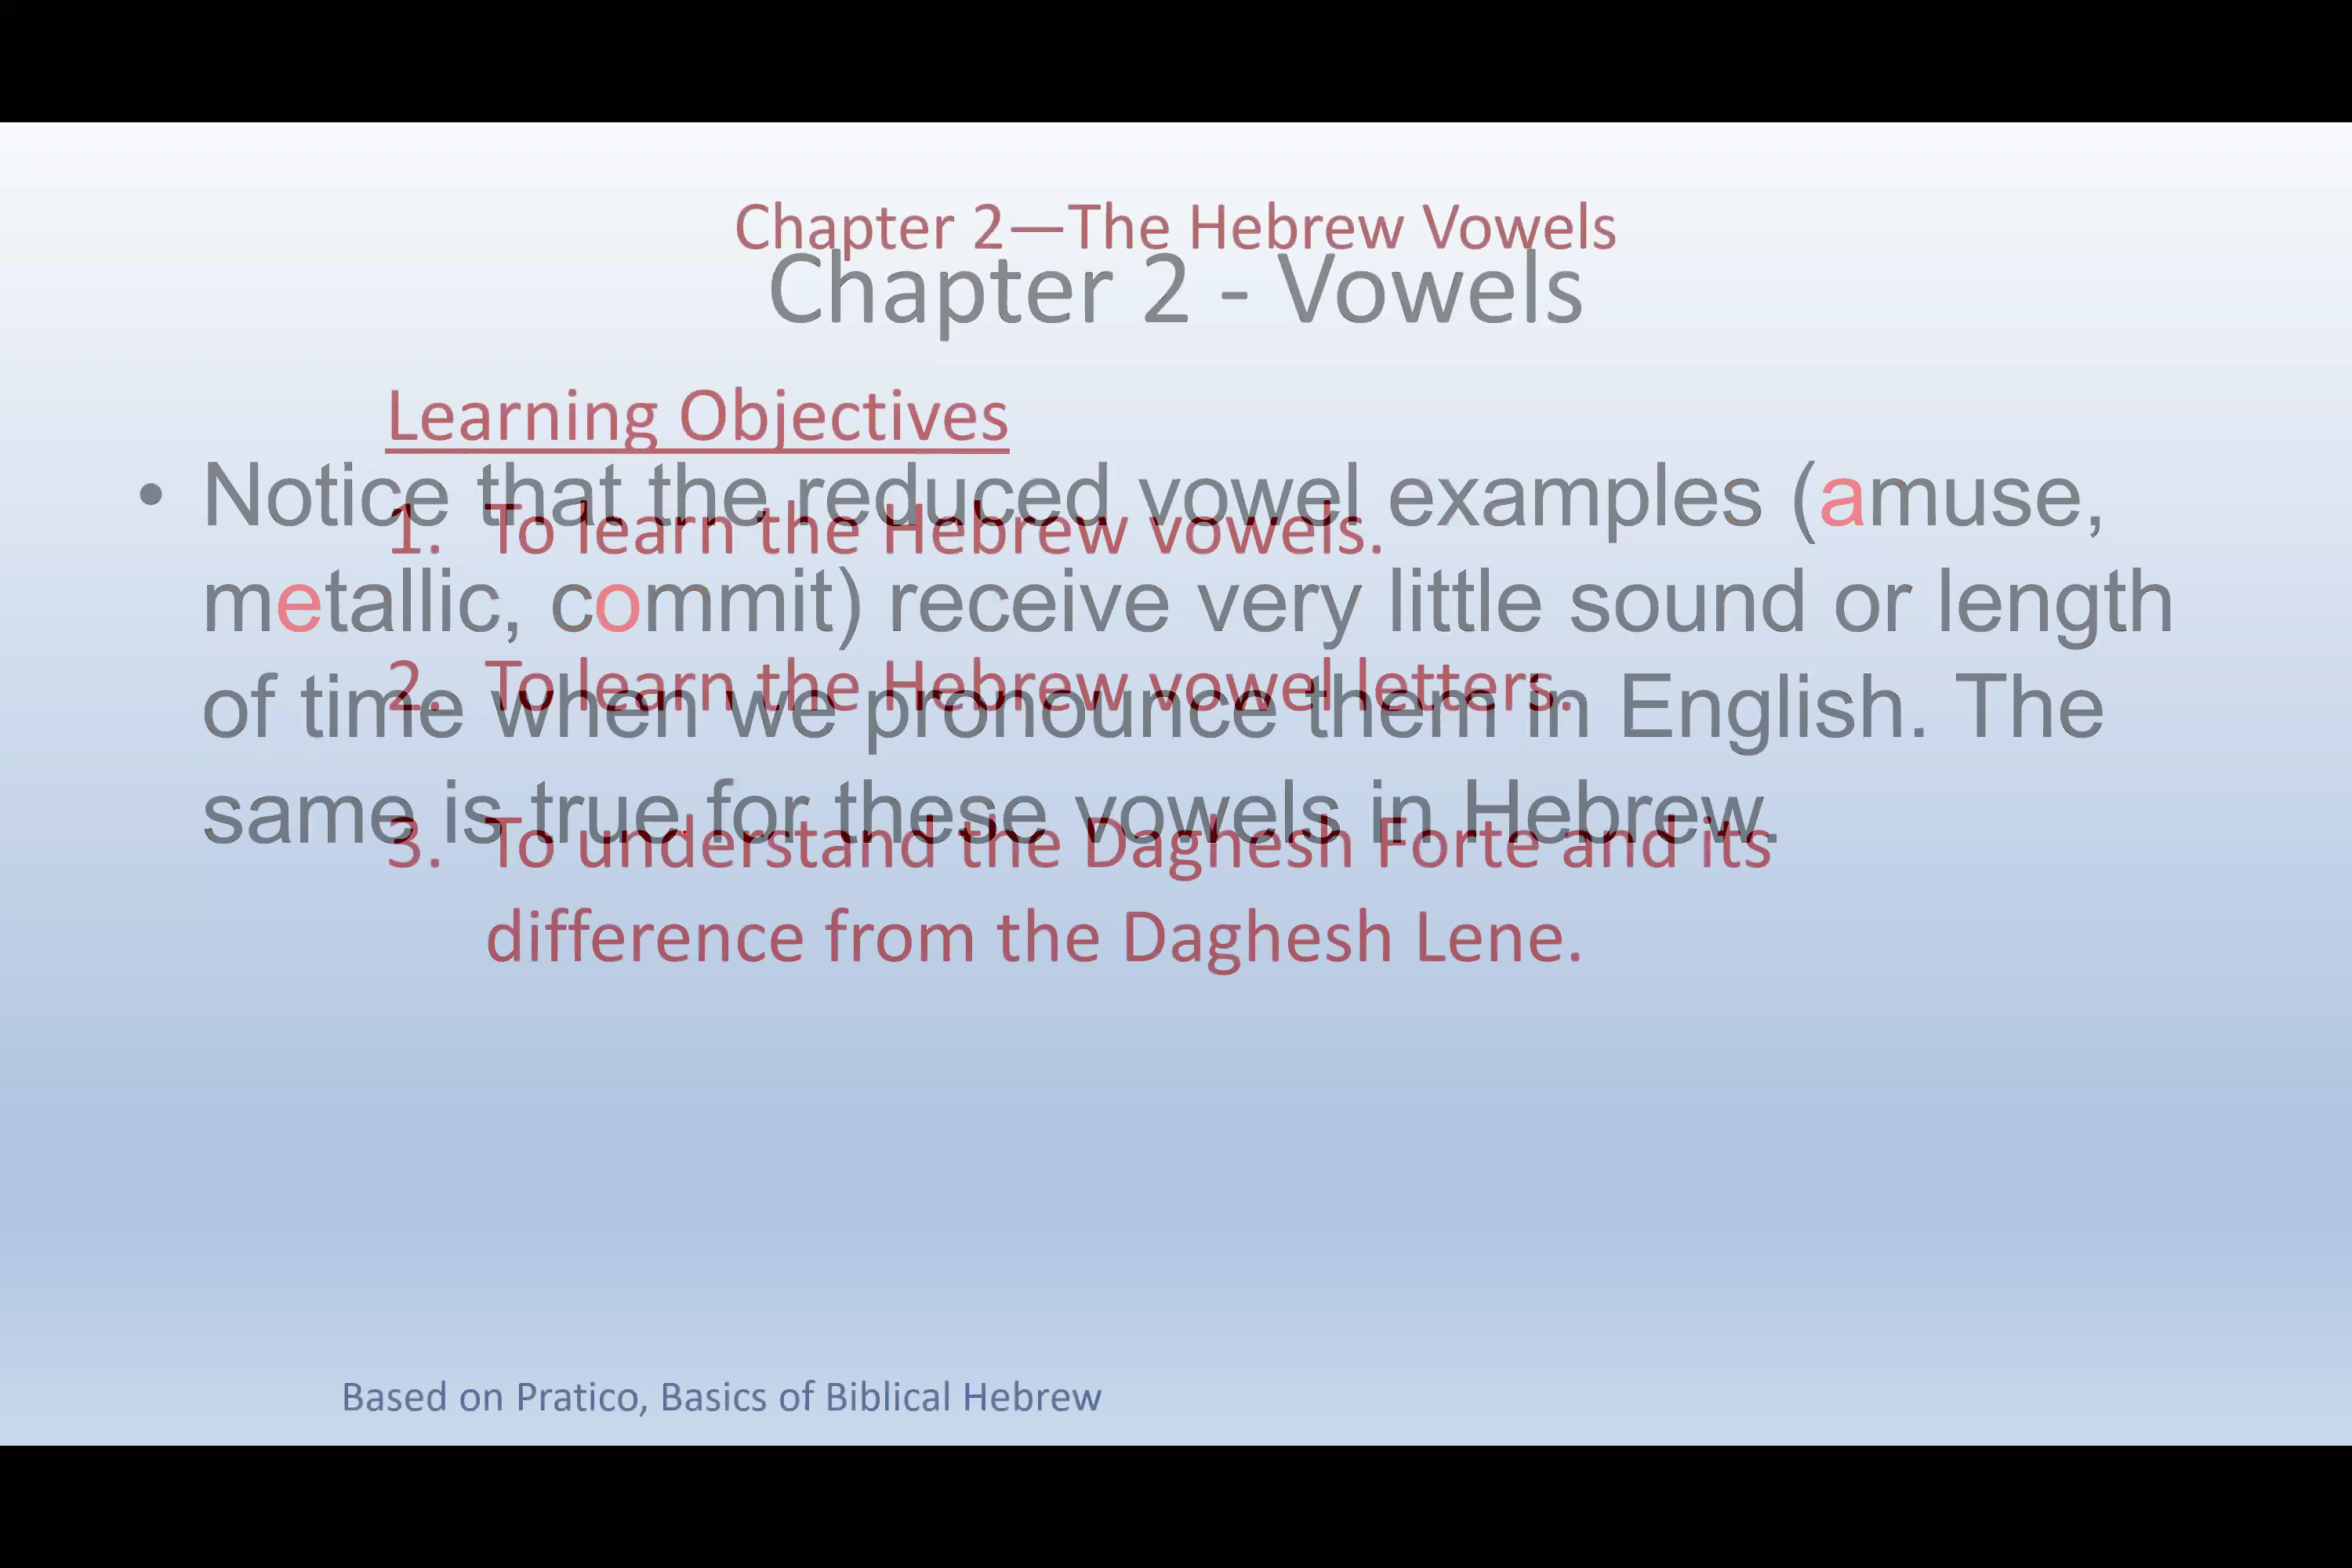 Chapter 2—The Hebrew Vowels
Chapter 2 - Vowels
Learning Objectives
• Notice that the reduced vowel examples (amuse,
metallic, commit) receive very little sound or length
of time when we pronounce them in English. The
same is true for these vowels in Hebrew.
1. To learn the Hebrew vowels.
2. To learn the Hebrew vowel letters.
3. To understand the Daghesh Forte and its
difference from the Daghesh Lene.
Based on Pratico, Basics of Biblical Hebrew